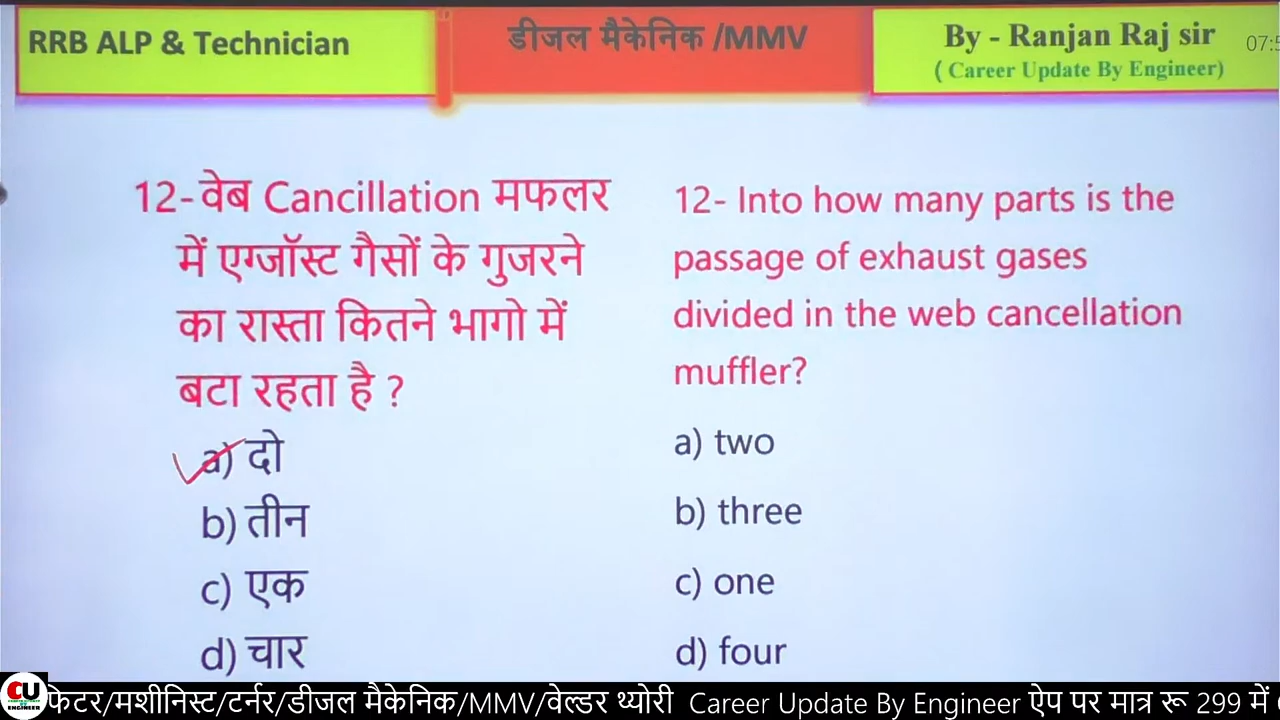 RRB ALP & Technician
डीजल मैकेनिक /MMV
By - Ranjan Raj sir
( Career Update By Engineer)
07:5
12-वेब Cancillation मफलर
में एग्जॉस्ट गैसों के गुजरने
का रास्ता कितने भागो में
बटा रहता है ?
a) दो
b) तीन
c) एक
d) चार
12- Into how many parts is the
passage of exhaust gases
divided in the web cancellation
muffler?
a) two
b) three
c) one
d) four
CU
ENGINEER
फिटर/मशीनिस्ट/टर्नर/डीजल मैकेनिक/MMV/वेल्डर थ्योरी Career Update By Engineer ऐप पर मात्र रू 299 में